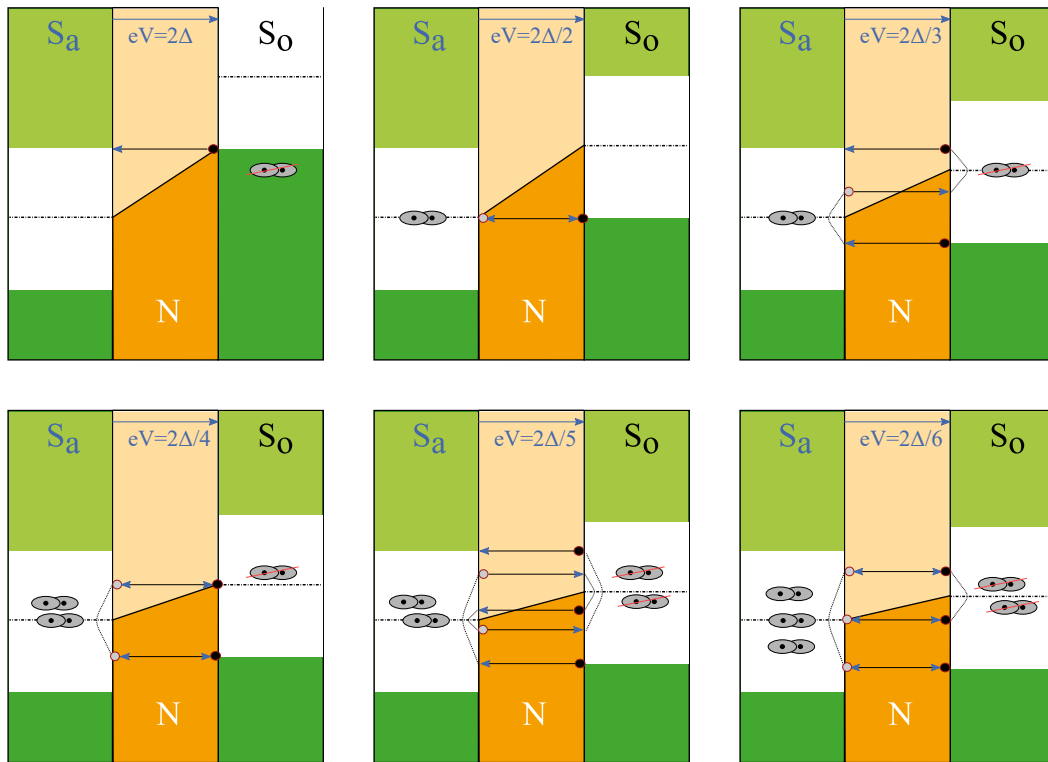 Sa eV=2Δ So
N
Sa eV=2Δ/2 So
N
Sa eV=2Δ/3 So
N
Sa eV=2Δ/4 So
N
Sa eV=2Δ/5 So
N
Sa eV=2Δ/6 So
N